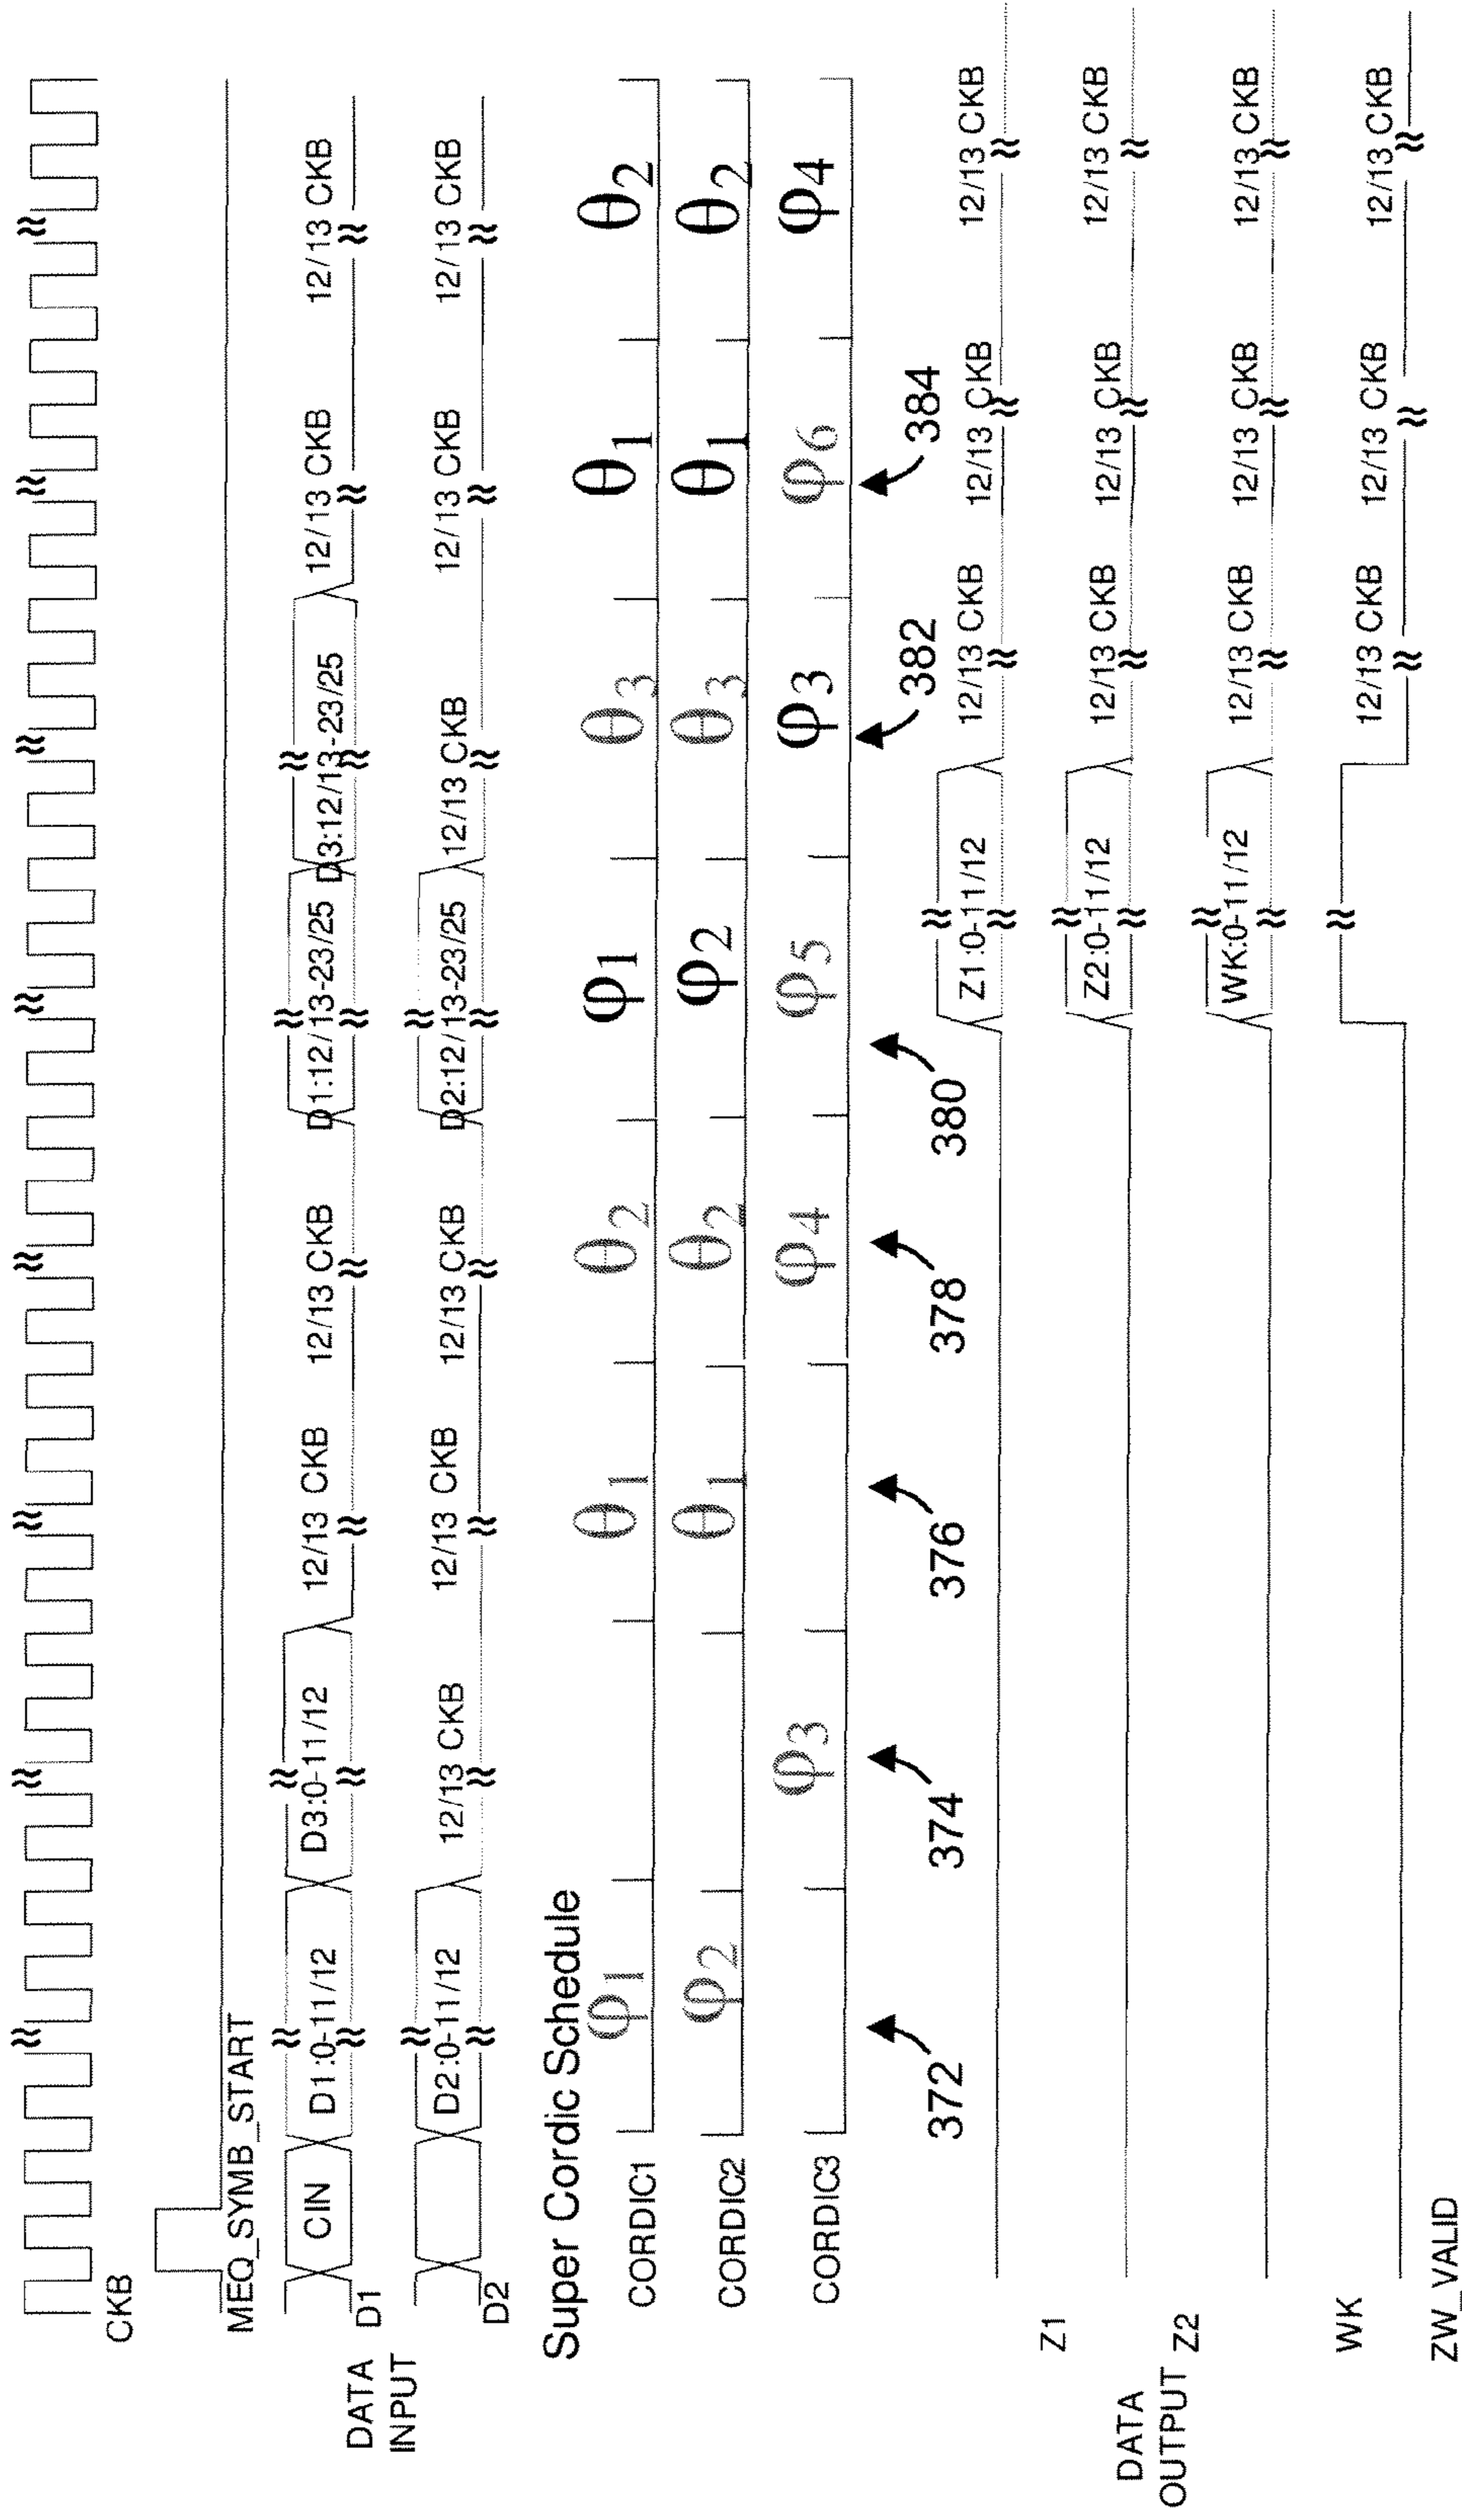 CKB
MEQ_SYMB_START
DATA INPUT
D1 CIN D1:0-11/12 D3:0-11/12 12/13 CKB 12/13 CKB D1:12/13-23/25 D3:12/13-23/25 12/13 CKB 12/13 CKB
D2 D2:0-11/12 12/13 CKB 12/13 CKB 12/13 CKB D2:12/13-23/25 12/13 CKB 12/13 CKB 12/13 CKB
Super Cordic Schedule
CORDIC1 φ1 θ1 θ2 φ1 θ3 θ1 θ2
CORDIC2 φ2 θ1 θ2 φ2 θ3 θ1 θ2
CORDIC3 φ3 φ4 φ5 φ3 φ6 φ4
372 374 376 378 380 382 384
DATA OUTPUT
Z1 Z1:0-11/12 12/13 CKB 12/13 CKB 12/13 CKB
Z2 Z2:0-11/12 12/13 CKB 12/13 CKB 12/13 CKB
WK WK:0-11/12 12/13 CKB 12/13 CKB 12/13 CKB
ZW_VALID 12/13 CKB 12/13 CKB 12/13 CKB